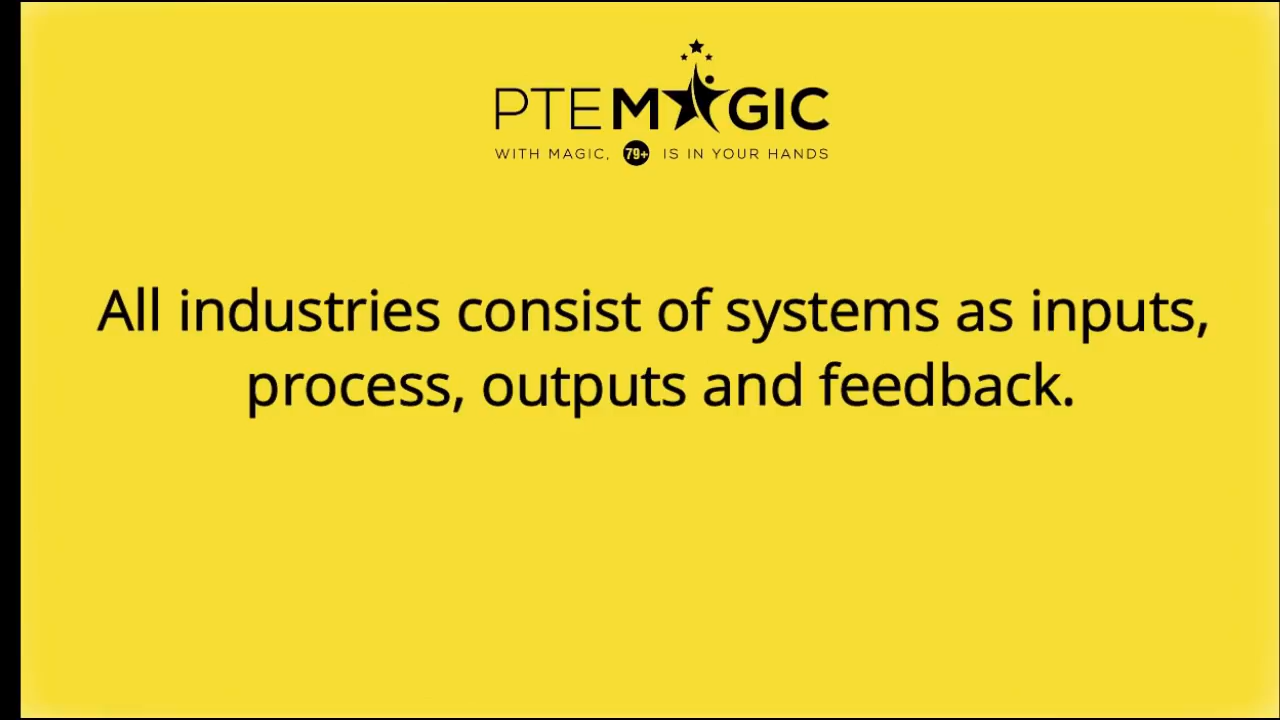 PTEMAGIC
WITH MAGIC, 79+ IS IN YOUR HANDS
All industries consist of systems as inputs,
process, outputs and feedback.